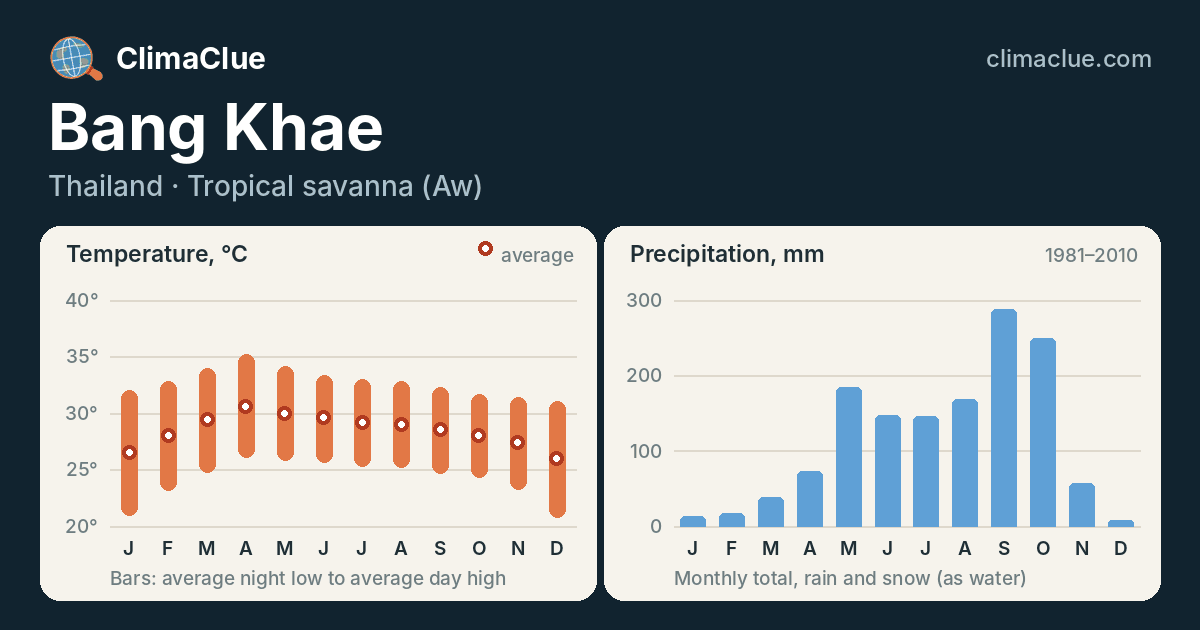 ClimaClue
climaclue.com
Bang Khae
Thailand · Tropical savanna (Aw)
Temperature, °C
average
40°
35°
30°
25°
20°
J F M A M J J A S O N D
Bars: average night low to average day high
Precipitation, mm
1981–2010
300
200
100
0
J F M A M J J A S O N D
Monthly total, rain and snow (as water)